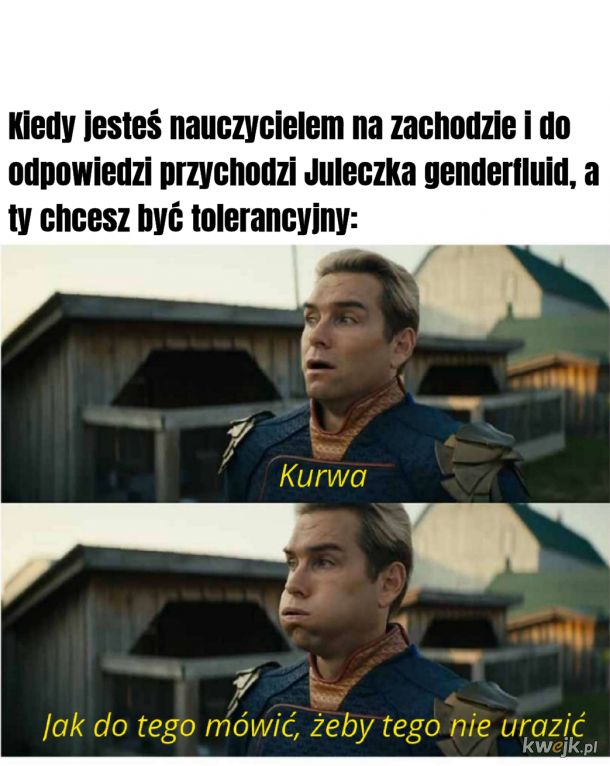 Kiedy jesteś nauczycielem na zachodzie i do
odpowiedzi przychodzi Juleczka genderfluid, a
ty chcesz być tolerancyjny:
Kurwa
Jak do tego mówić, żeby tego nie urazić
kwejk.pl